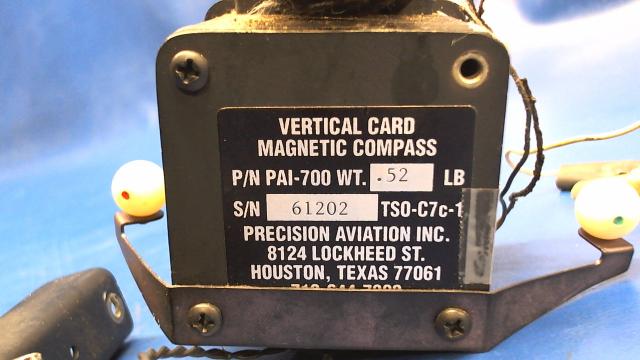 VERTICAL CARD
MAGNETIC COMPASS
P/N PAI-700 WT. .52 LB
S/N 61202 TSO-C7c-1
PRECISION AVIATION INC.
8124 LOCKHEED ST.
HOUSTON, TEXAS 77061